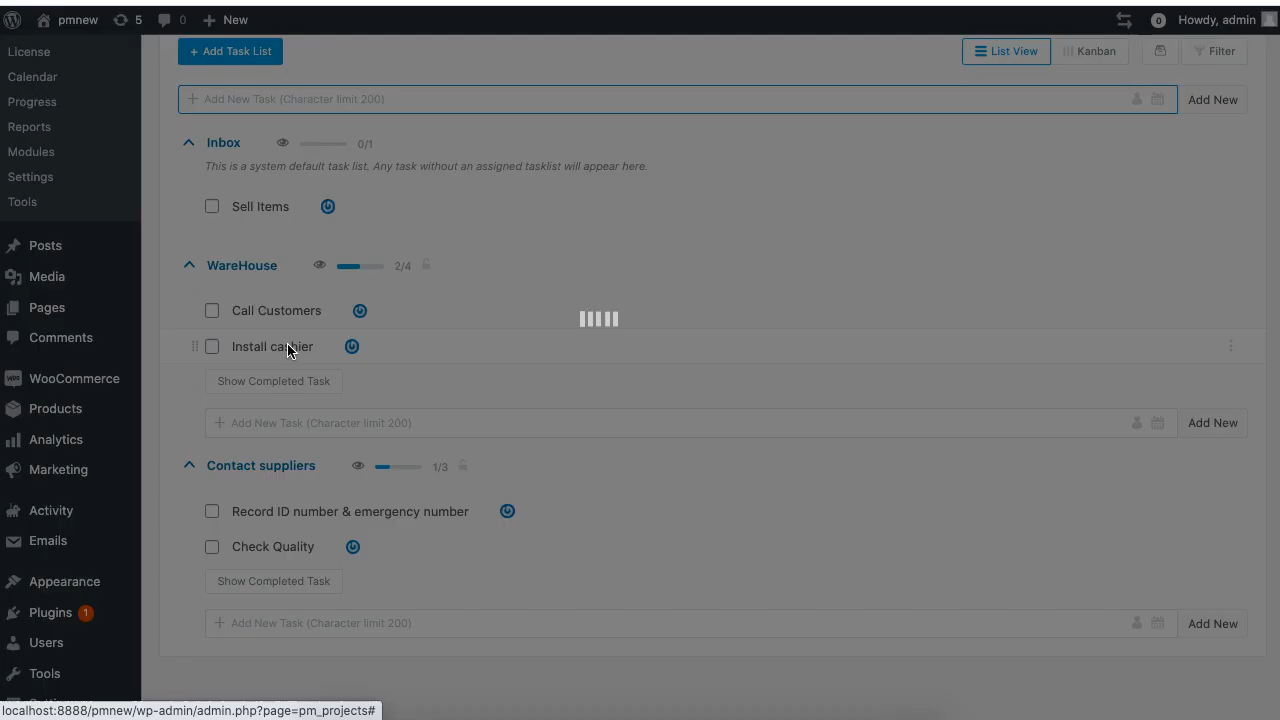 pmnew 5 0 New 0 Howdy, admin
License
Calendar
Progress
Reports
Modules
Settings
Tools
Posts
Media
Pages
Comments
WooCommerce
Products
Analytics
Marketing
Activity
Emails
Appearance
Plugins 1
Users
Tools
+ Add Task List List View Kanban Filter
Add New Task (Character limit 200) Add New
Inbox 0/1
This is a system default task list. Any task without an assigned tasklist will appear here.
Sell Items
WareHouse 2/4
Call Customers
Install cashier
Show Completed Task
Add New Task (Character limit 200) Add New
Contact suppliers 1/3
Record ID number & emergency number
Check Quality
Show Completed Task
Add New Task (Character limit 200) Add New
localhost:8888/pmnew/wp-admin/admin.php?page=pm_projects#